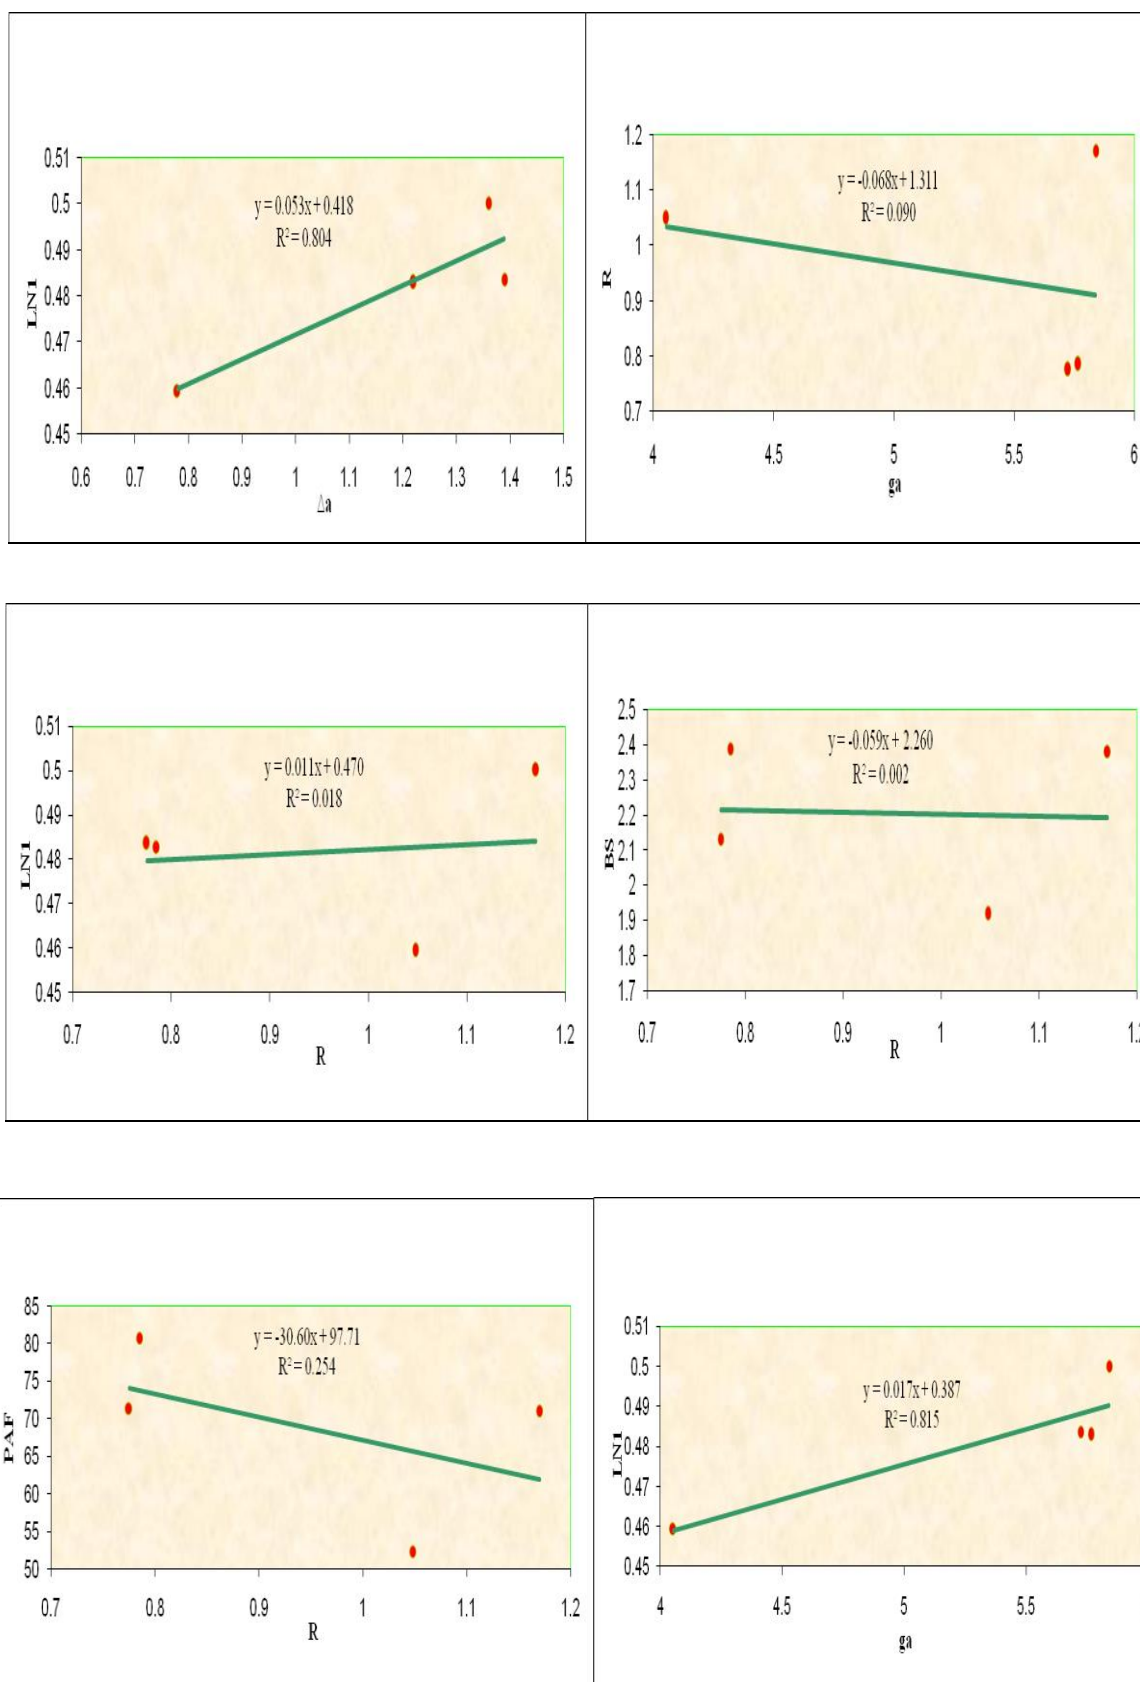 0.51
0.5
0.49
0.48
0.47
0.46
0.45
LN1
y = 0.053x + 0.418
R² = 0.804
0.6 0.7 0.8 0.9 1 1.1 1.2 1.3 1.4 1.5
Δa
1.2
1.1
1
0.9
0.8
0.7
R
y = -0.068x + 1.311
R² = 0.090
4 4.5 5 5.5 6
ga
0.51
0.5
0.49
0.48
0.47
0.46
0.45
LN1
y = 0.011x + 0.470
R² = 0.018
0.7 0.8 0.9 1 1.1 1.2
R
2.5
2.4
2.3
2.2
2.1
2
1.9
1.8
1.7
BS
y = -0.059x + 2.260
R² = 0.002
0.7 0.8 0.9 1 1.1
R
85
80
75
70
65
60
55
50
PAF
y = -30.60x + 97.71
R² = 0.254
0.7 0.8 0.9 1 1.1 1.2
R
0.51
0.5
0.49
0.48
0.47
0.46
0.45
LN1
y = 0.017x + 0.387
R² = 0.815
4 4.5 5 5.5
ga